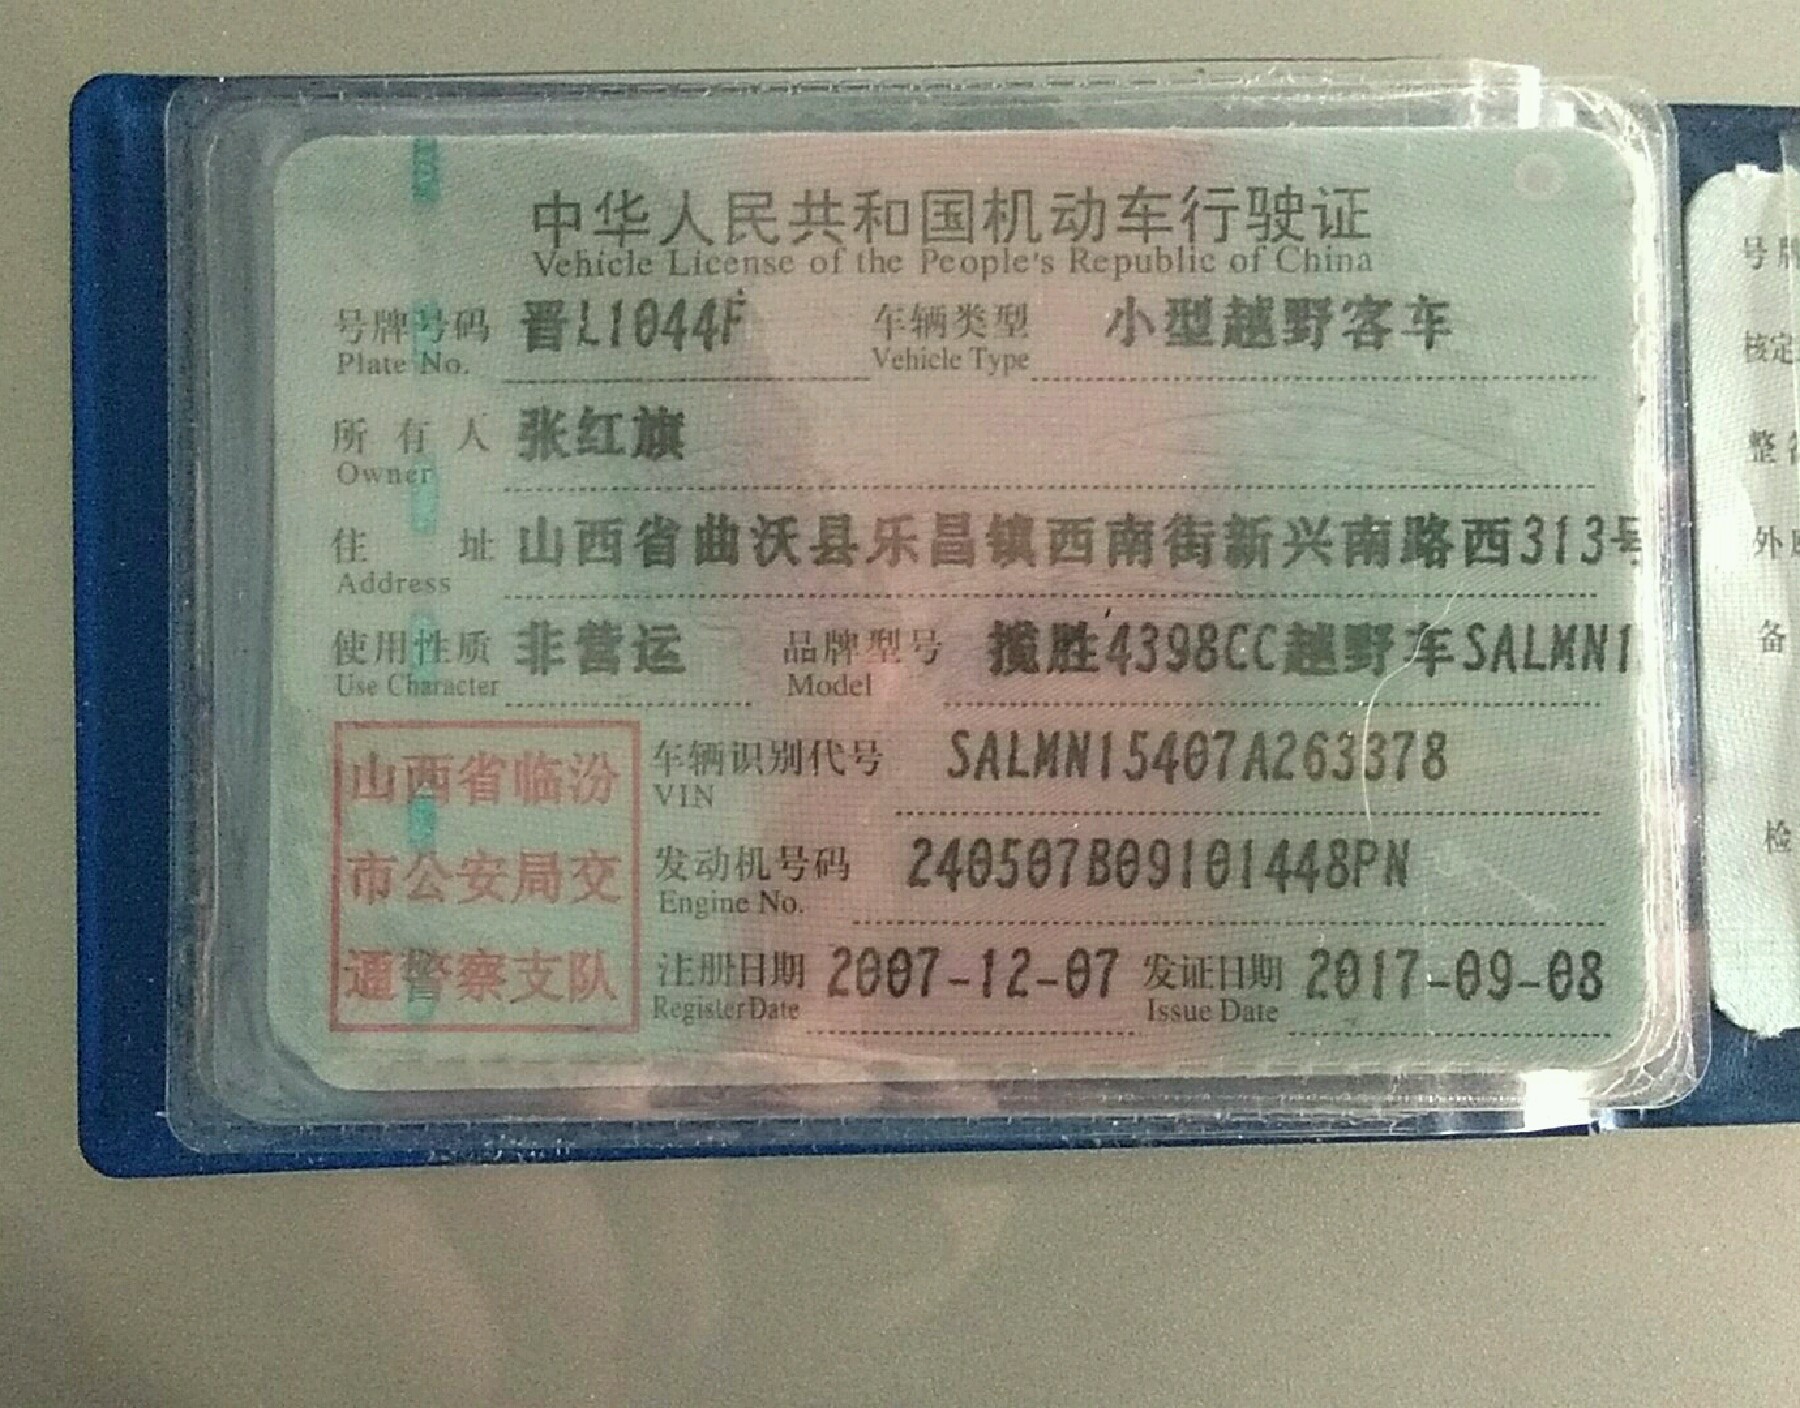 中华人民共和国机动车行驶证
Vehicle License of the People's Republic of China
号牌号码 晋L1044F 车辆类型 小型越野客车
Plate No. Vehicle Type
所有人 张红旗
Owner
住址 山西省曲沃县乐昌镇西南街新兴南路西313号
Address
使用性质 非营运 品牌型号 揽胜4398CC越野车SALMN1
Use Character Model
山西省临汾
市公安局交
通警察支队
车辆识别代号 SALMN15407A263378
VIN
发动机号码 240507B09101448PN
Engine No.
注册日期 2007-12-07 发证日期 2017-09-08
Register Date Issue Date
号牌
核定
整备
外
备
检